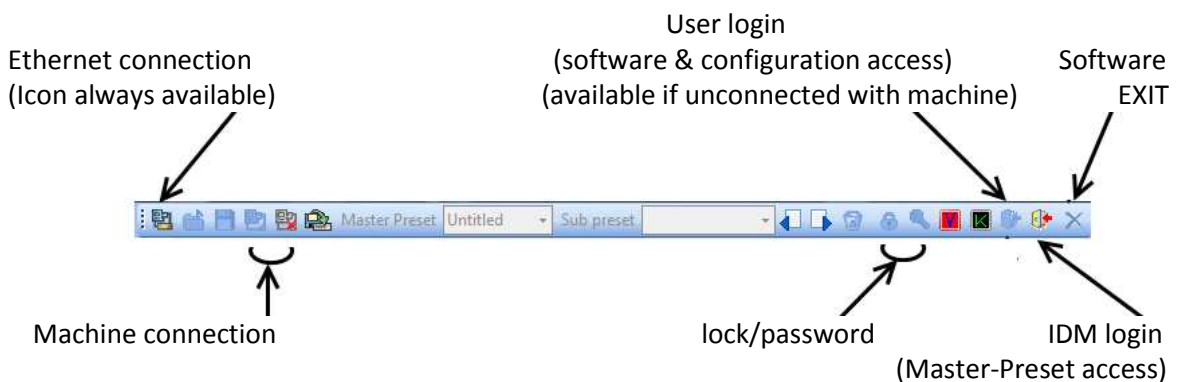 User login
Ethernet connection
(software & configuration access)
Software
(Icon always available)
(available if unconnected with machine)
EXIT
Master Preset
Untitled
Sub preset
V
K
Machine connection
lock/password
IDM login
(Master-Preset access)